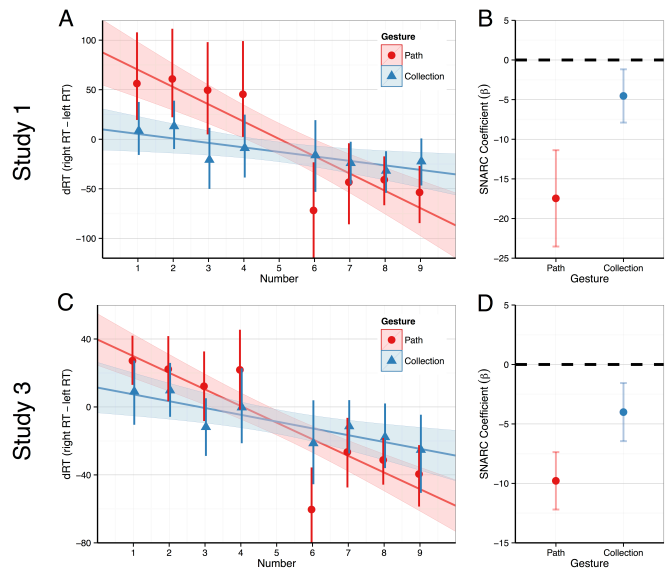 A
B
Study 1
dRT (right RT − left RT)
100
50
0
−50
−100
Gesture
Path
Collection
1 2 3 4 5 6 7 8 9
Number
SNARC Coefficient (β)
5
0
−5
−10
−15
−20
−25
Path Collection
Gesture
C
D
Study 3
dRT (right RT − left RT)
40
0
−40
−80
Gesture
Path
Collection
1 2 3 4 5 6 7 8 9
Number
SNARC Coefficient (β)
5
0
−5
−10
−15
Path Collection
Gesture